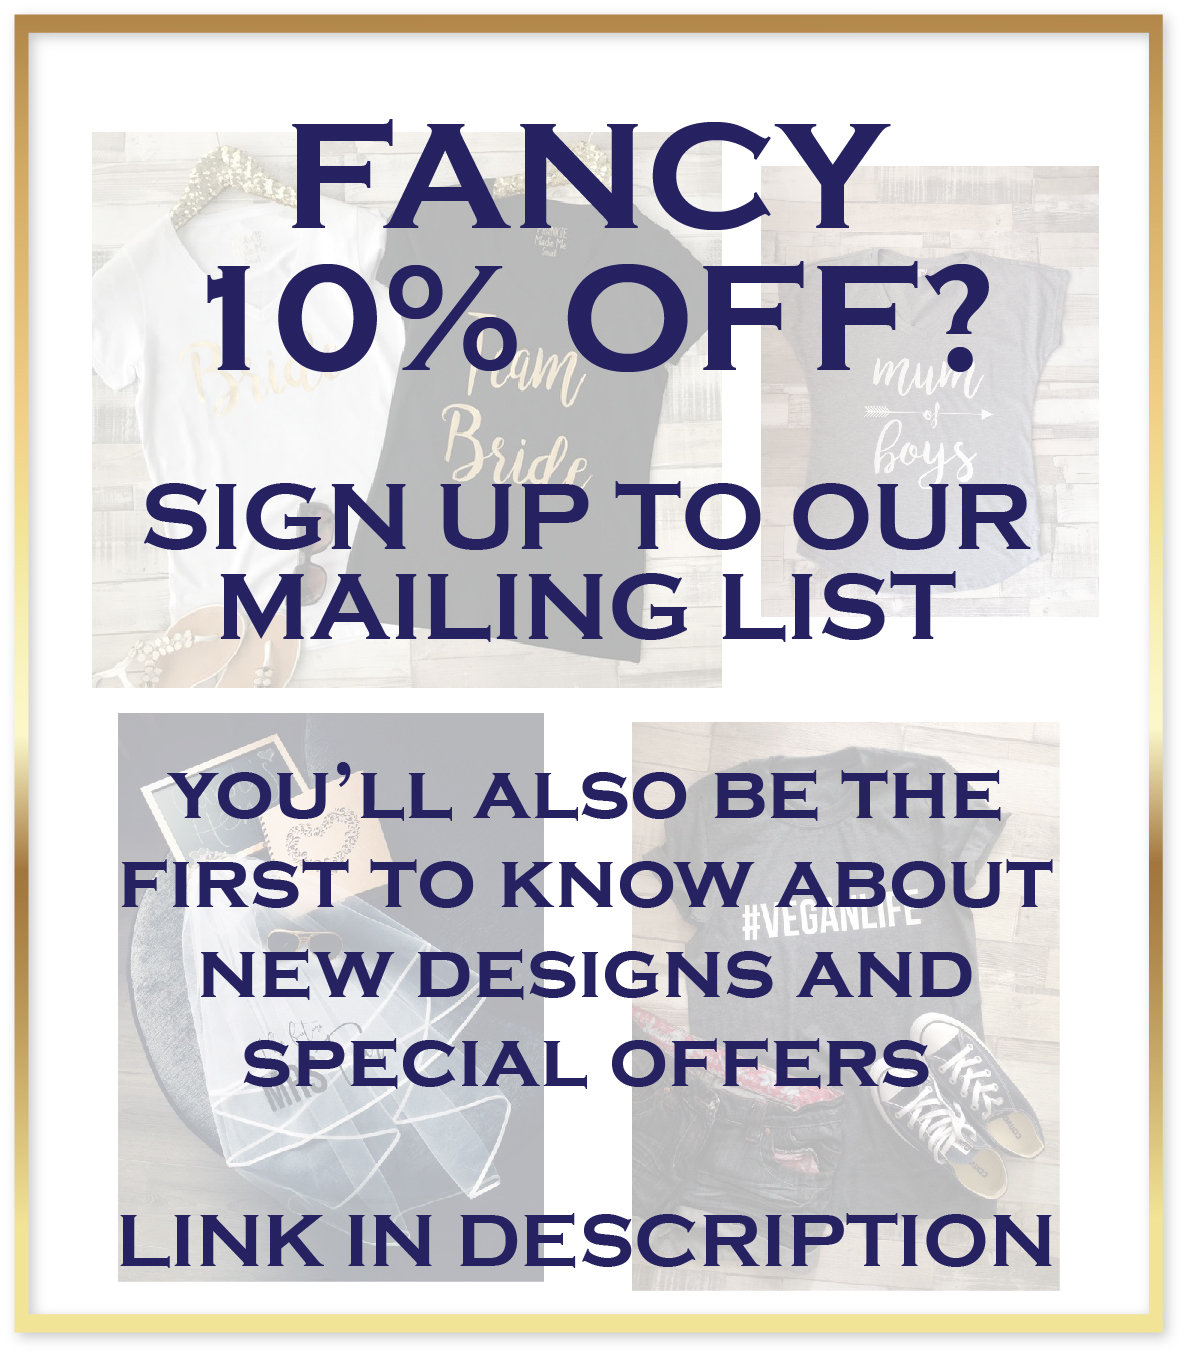 FANCY
10% OFF?
SIGN UP TO OUR
MAILING LIST
YOU’LL ALSO BE THE
FIRST TO KNOW ABOUT
NEW DESIGNS AND
SPECIAL OFFERS
LINK IN DESCRIPTION
Bride
Team
Bride
mum
of
boys
#VEGANLIFE